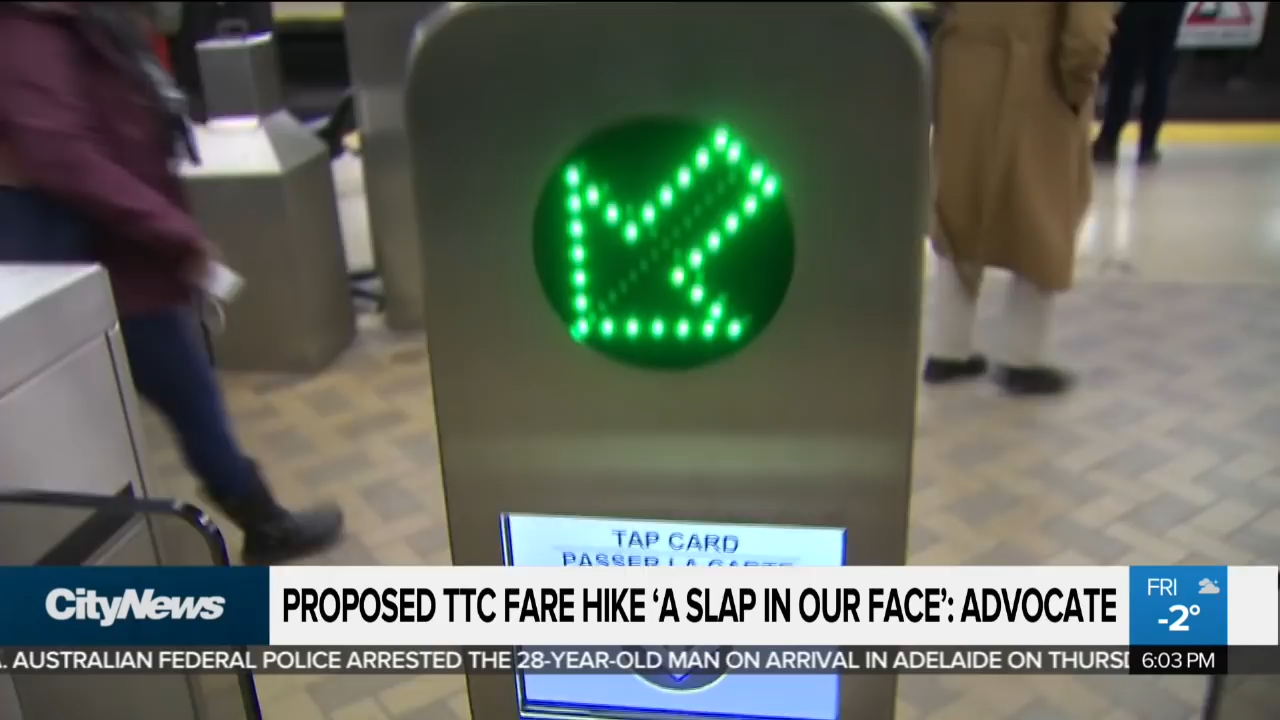 TAP CARD
PASSER LA CARTE
CityNews
PROPOSED TTC FARE HIKE ‘A SLAP IN OUR FACE’: ADVOCATE
FRI
-2°
. AUSTRALIAN FEDERAL POLICE ARRESTED THE 28-YEAR-OLD MAN ON ARRIVAL IN ADELAIDE ON THURS
6:03 PM